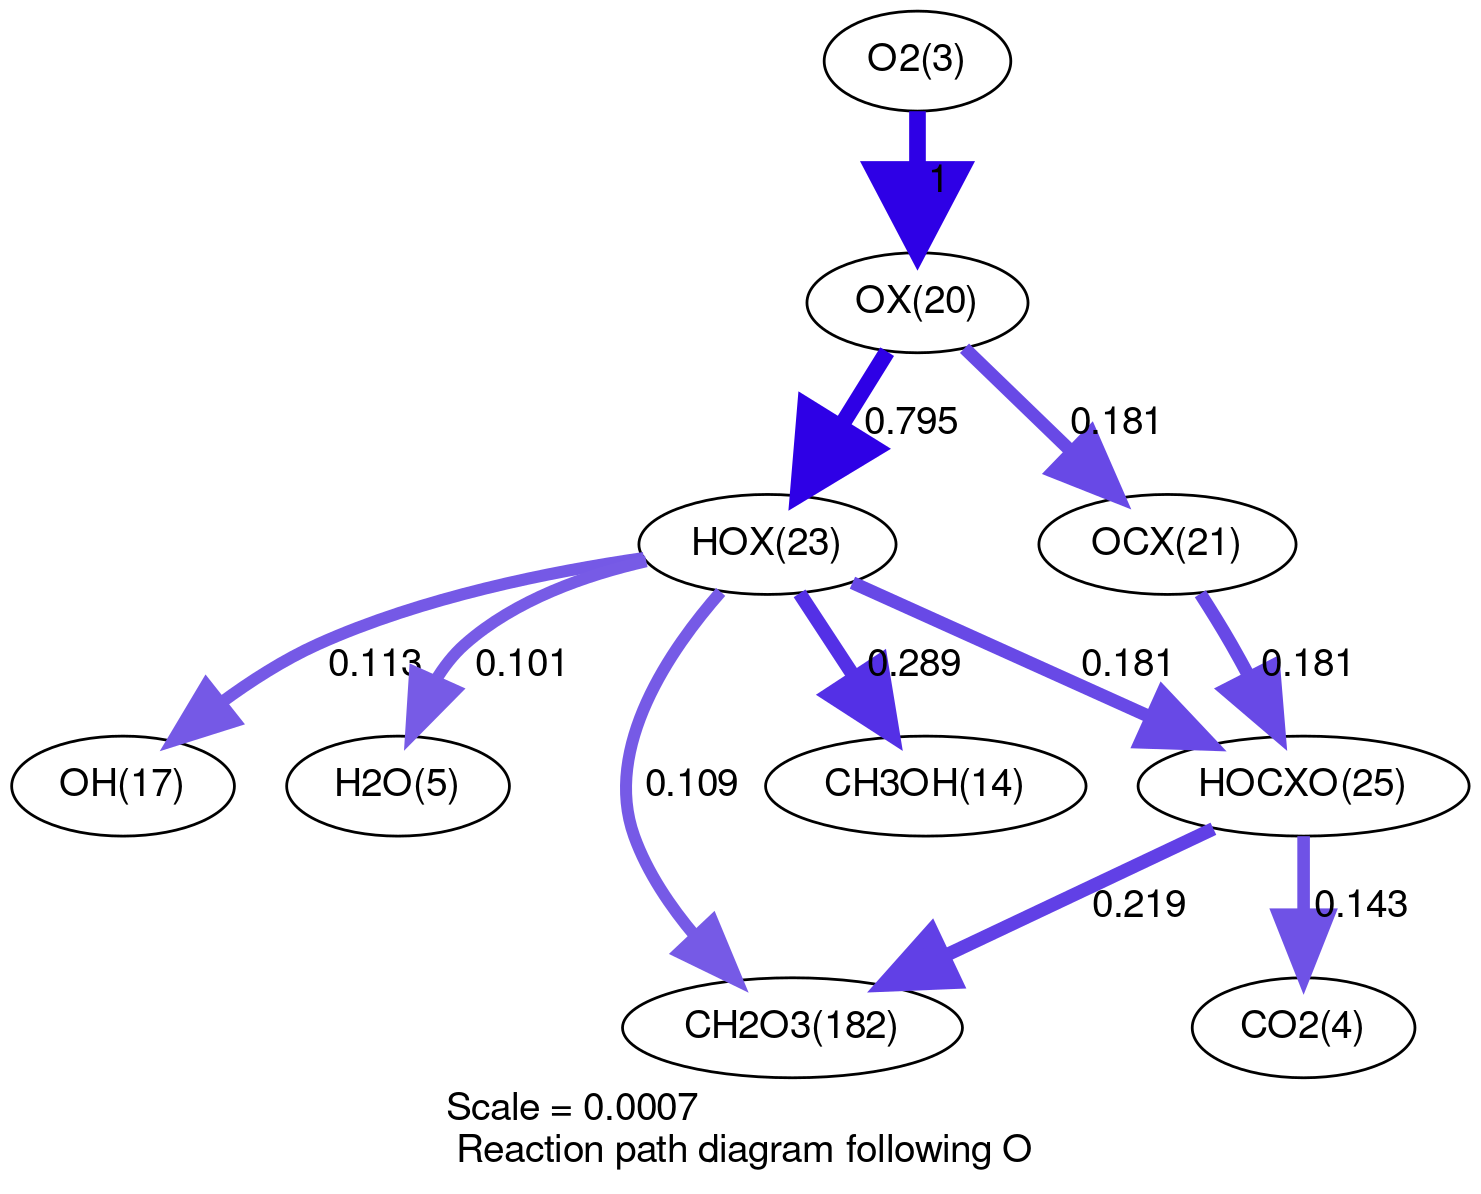 O2(3)
1
OX(20)
0.795
0.181
HOX(23)
OCX(21)
0.113
0.101
0.289
0.181
0.181
OH(17)
H2O(5)
0.109
CH3OH(14)
HOCXO(25)
0.219
0.143
CH2O3(182)
CO2(4)
Scale = 0.0007
Reaction path diagram following O